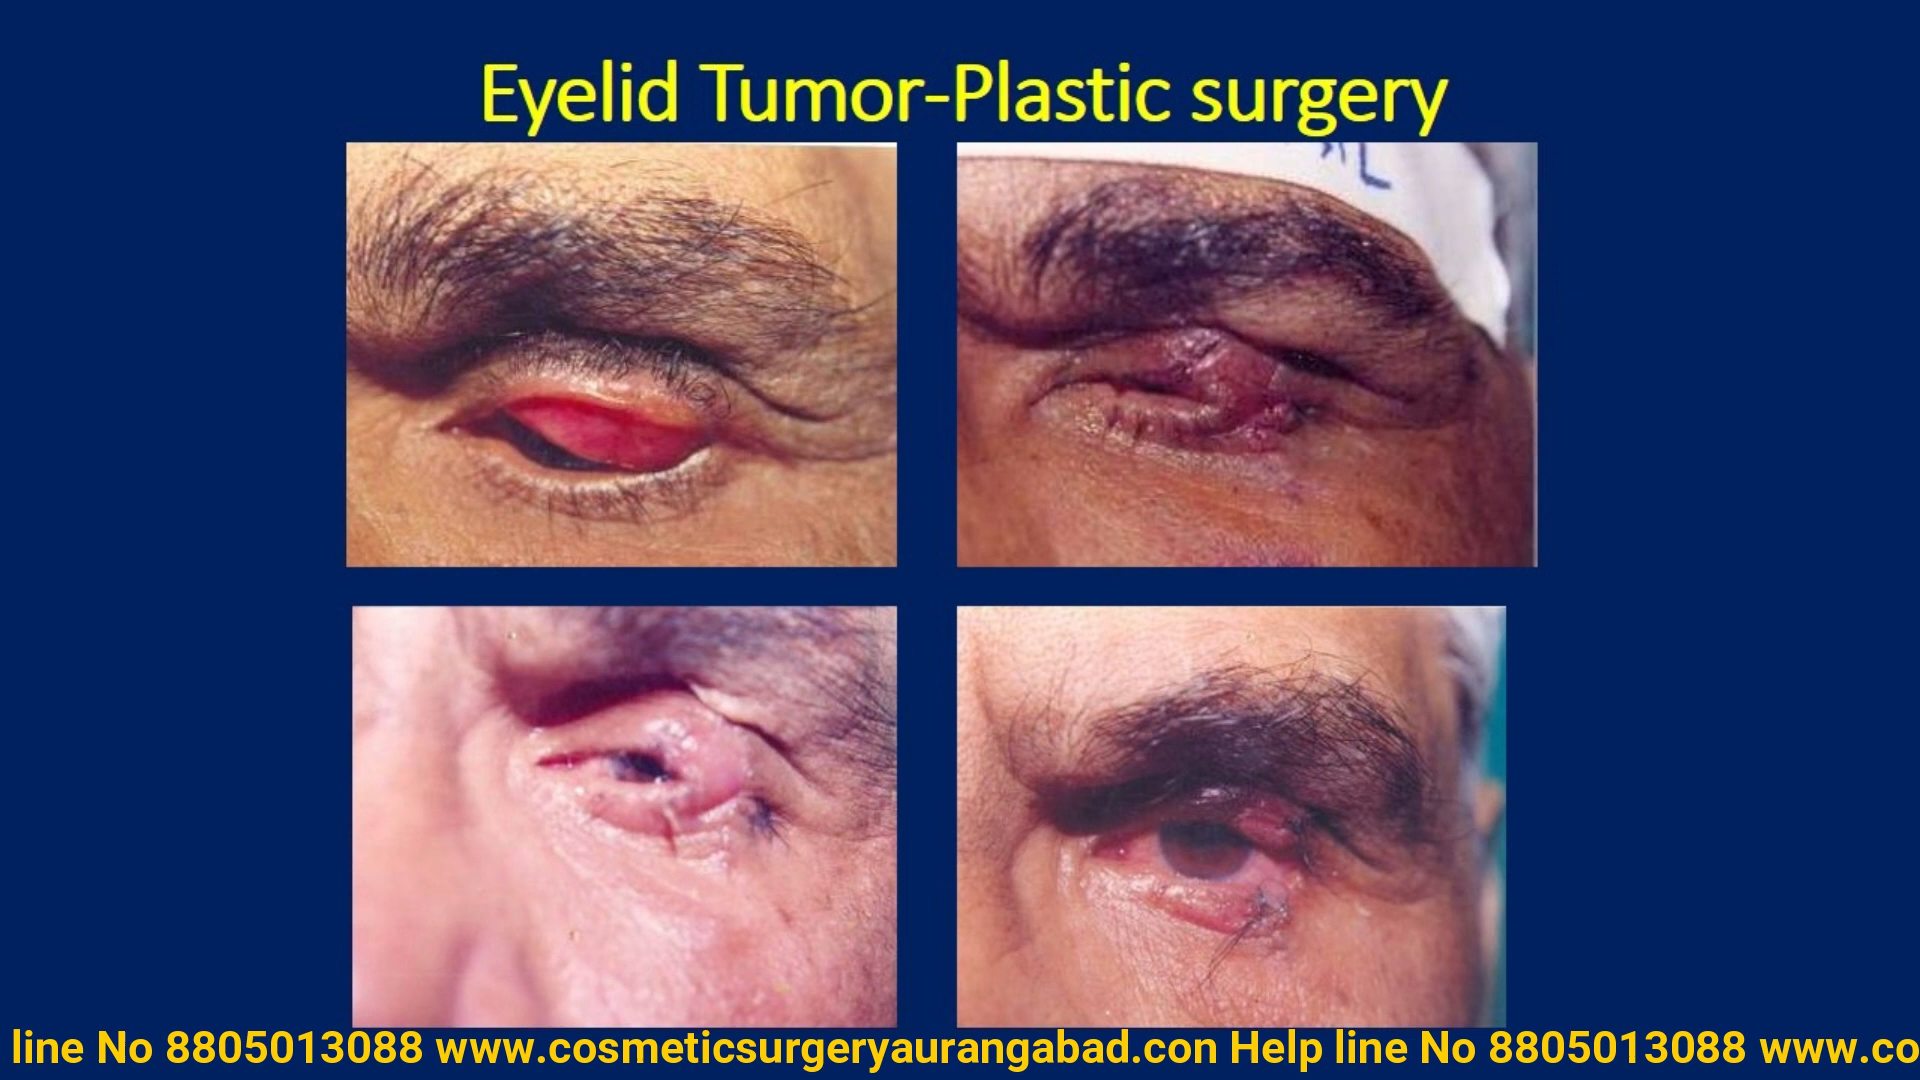 Eyelid Tumor-Plastic surgery
line No 8805013088 www.cosmeticsurgeryaurangabad.con Help line No 8805013088 www.co